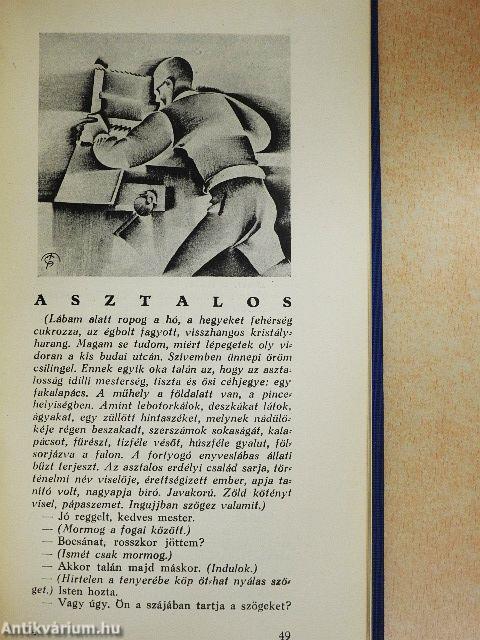 A S Z T A L O S
(Lábam alatt ropog a hó, a hegyeket fehérség
cukrozza, az égbolt fagyott, visszhangos kristály-
harang. Magam se tudom, miért lépegetek oly vi-
doran a kis budai utcán. Szivemben ünnepi öröm
csilingel. Ennek egyik oka talán az, hogy az aszta-
losság idilli mesterség, tiszta és ősi céhjegye: egy
fakalapács. A műhely a földalatt van, a pince-
helyiségben. Amint lebotorkálok, deszkákat látok,
ágyakat, egy züllött hintaszéket, melynek nádülő-
kéje régen beszakadt, szerszámok sokaságát, kala-
pácsot, fűrészt, tízféle vésőt, húszféle gyalut, föl-
sorjázva a falon. A fortyogó enyveslábas állati
bűzt terjeszt. Az asztalos erdélyi család sarja, tör-
ténelmi név viselője, érettségizett ember, apja ta-
nító volt, nagyapja bíró. Javakorú. Zöld kötényt
visel, pápaszemet. Ingujjban szögez valamit.)
— Jó reggelt, kedves mester.
— (Mormog a fogai között.)
— Bocsánat, rosszkor jöttem?
— (Ismét csak mormog.)
— Akkor talán majd máskor. (Indulok.)
— (Hirtelen a tenyerébe köp öt-hat nyálas szö-
get.) Isten hozta.
— Vagy úgy. Ön a szájában tartja a szögeket?
49
Antikvárium.hu